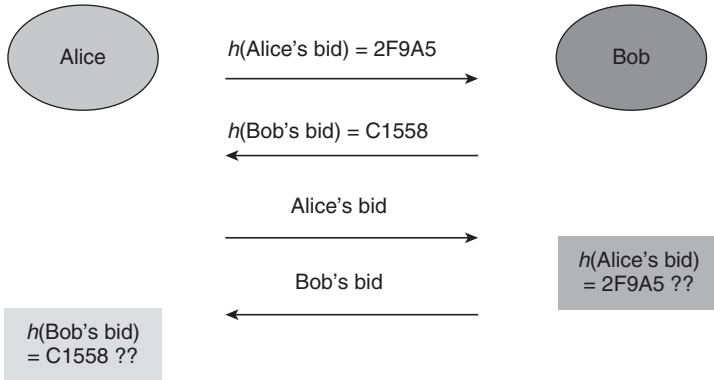 Alice
h(Alice's bid) = 2F9A5
Bob
h(Bob's bid) = C1558
Alice's bid
h(Alice's bid)
= 2F9A5 ??
Bob's bid
h(Bob's bid)
= C1558 ??